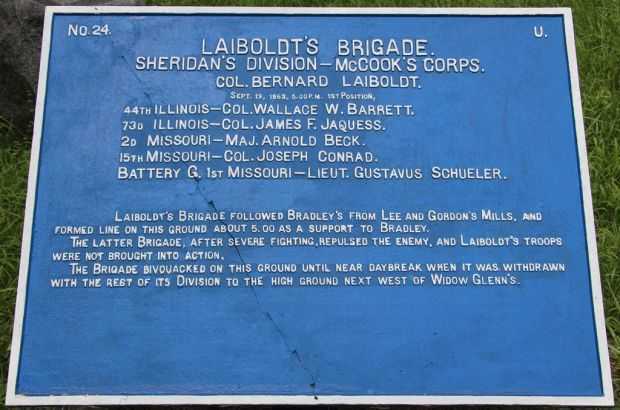 No. 24.
U.
LAIBOLDT'S BRIGADE.
SHERIDAN'S DIVISION—McCOOK'S CORPS.
COL. BERNARD LAIBOLDT.
SEPT. 19, 1863, 5.00 P.M. 1ST POSITION,
44TH ILLINOIS—COL. WALLACE W. BARRETT.
73D ILLINOIS—COL. JAMES F. JAQUESS.
2D MISSOURI—MAJ. ARNOLD BECK.
15TH MISSOURI—COL. JOSEPH CONRAD.
BATTERY G, 1ST MISSOURI—LIEUT. GUSTAVUS SCHUELER.
LAIBOLDT'S BRIGADE FOLLOWED BRADLEY'S FROM LEE AND GORDON'S MILLS, AND
FORMED LINE ON THIS GROUND ABOUT 5.00 AS A SUPPORT TO BRADLEY.
THE LATTER BRIGADE, AFTER SEVERE FIGHTING, REPULSED THE ENEMY, AND LAIBOLDT'S TROOPS
WERE NOT BROUGHT INTO ACTION.
THE BRIGADE BIVOUACKED ON THIS GROUND UNTIL NEAR DAYBREAK WHEN IT WAS WITHDRAWN
WITH THE REST OF ITS DIVISION TO THE HIGH GROUND NEXT WEST OF WIDOW GLENN'S.